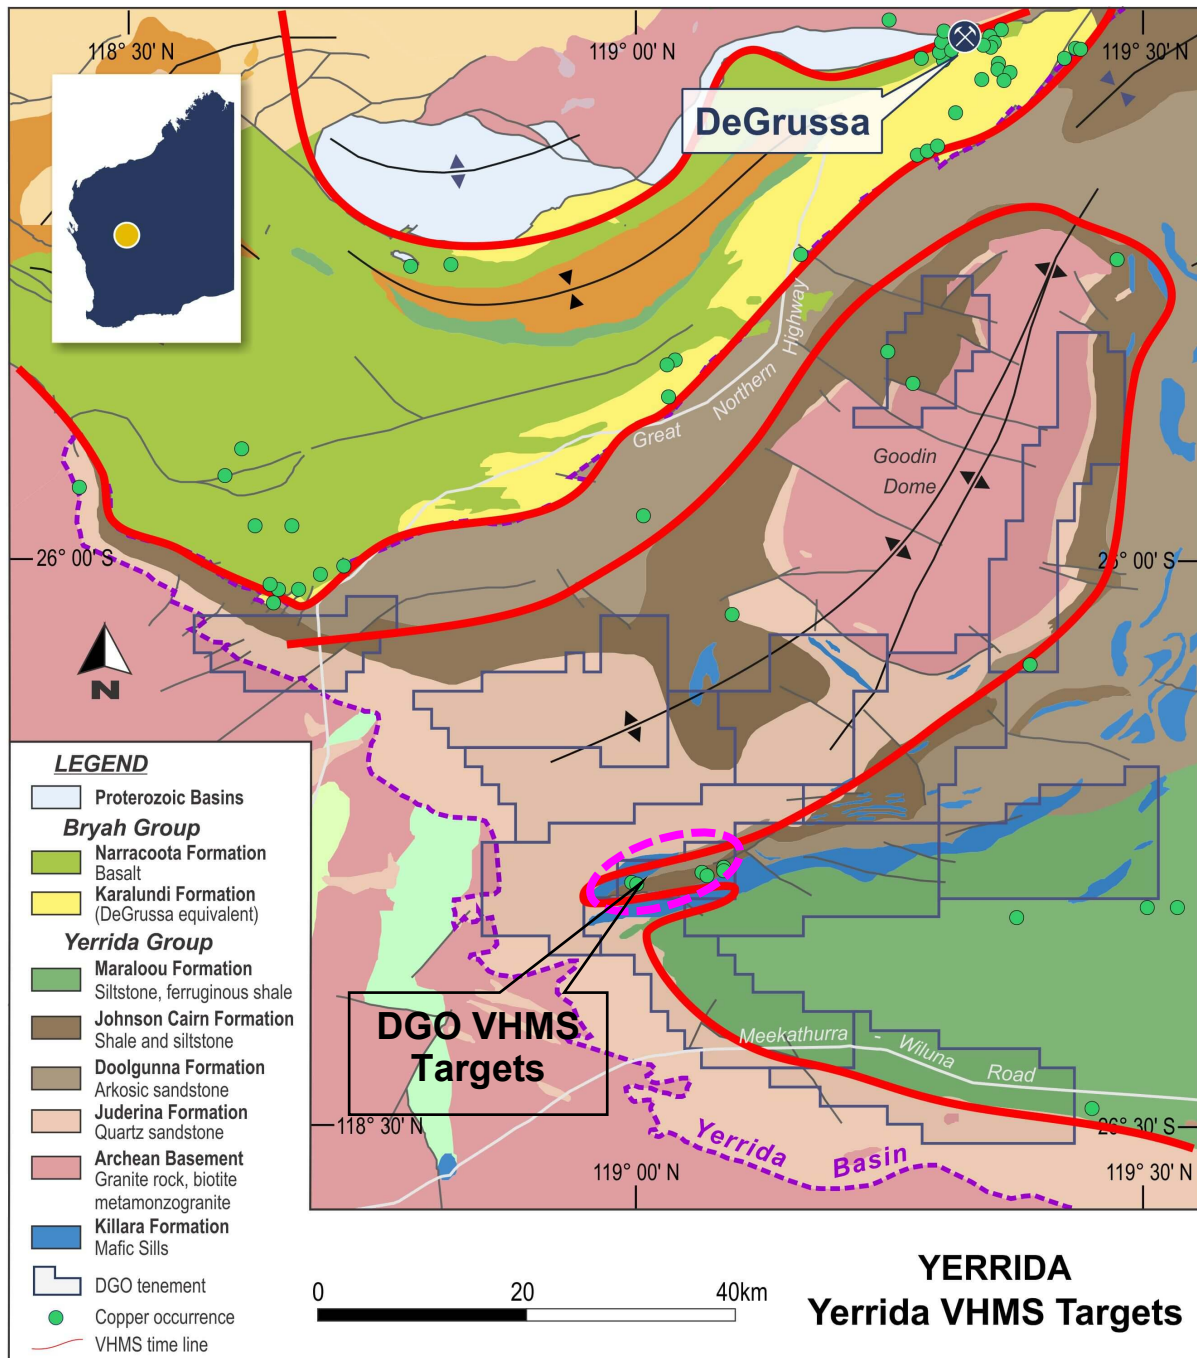 118° 30' N
119° 00' N
119° 30' N
DeGrussa
Great Northern Highway
Goodin
Dome
26° 00' S
26° 00' S
N
LEGEND
Proterozoic Basins
Bryah Group
Narracoota Formation
Basalt
Karalundi Formation
(DeGrussa equivalent)
Yerrida Group
Maraloou Formation
Siltstone, ferruginous shale
Johnson Cairn Formation
Shale and siltstone
Doolgunna Formation
Arkosic sandstone
Juderina Formation
Quartz sandstone
Archean Basement
Granite rock, biotite
metamonzogranite
Killara Formation
Mafic Sills
DGO tenement
Copper occurrence
VHMS time line
DGO VHMS
Targets
Meekathurra - Wiluna Road
118° 30' N
26° 30' S
Yerrida Basin
119° 00' N
119° 30' N
0 20 40km
YERRIDA
Yerrida VHMS Targets